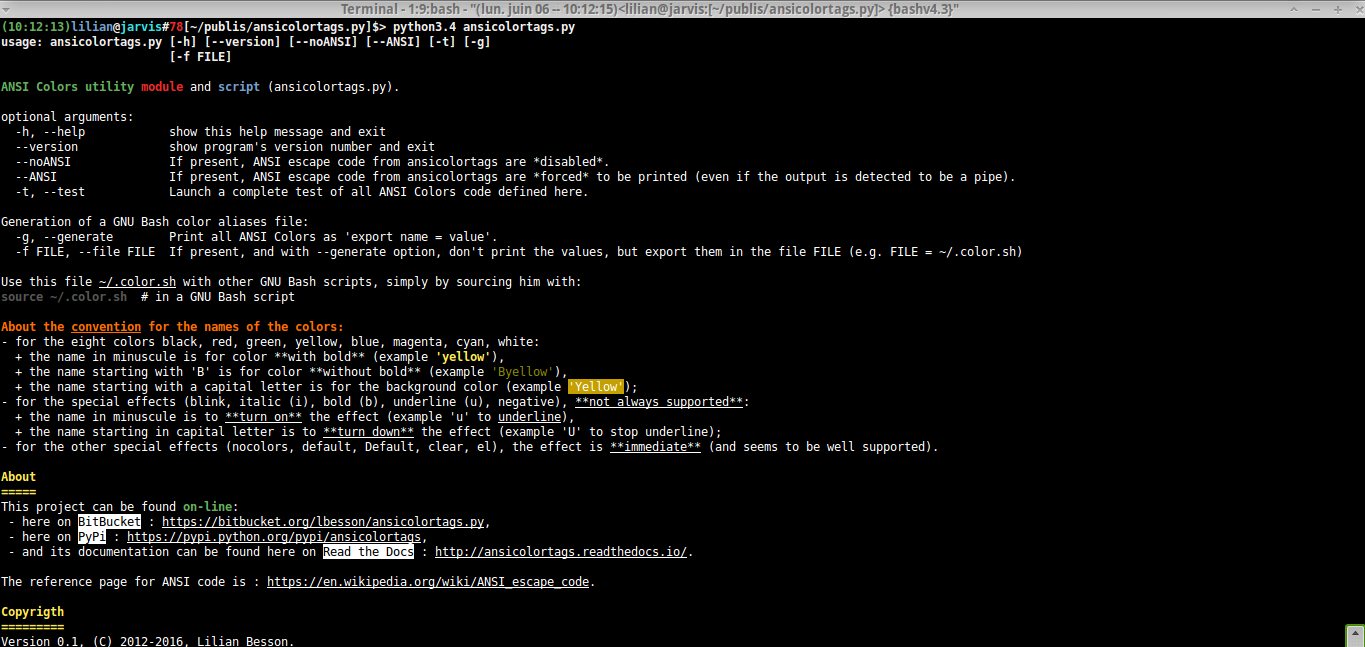 Terminal - 1:9:bash - "(lun. juin 06 -- 10:12:15)<lilian@jarvis:[~/publis/ansicolortags.py]> {bashv4.3}"
(10:12:13)lilian@jarvis#78[~/publis/ansicolortags.py]$> python3.4 ansicolortags.py
usage: ansicolortags.py [-h] [--version] [--noANSI] [--ANSI] [-t] [-g]
                        [-f FILE]

ANSI Colors utility module and script (ansicolortags.py).

optional arguments:
  -h, --help            show this help message and exit
  --version             show program's version number and exit
  --noANSI              If present, ANSI escape code from ansicolortags are *disabled*.
  --ANSI                If present, ANSI escape code from ansicolortags are *forced* to be printed (even if the output is detected to be a pipe).
  -t, --test            Launch a complete test of all ANSI Colors code defined here.

Generation of a GNU Bash color aliases file:
  -g, --generate        Print all ANSI Colors as 'export name = value'.
  -f FILE, --file FILE  If present, and with --generate option, don't print the values, but export them in the file FILE (e.g. FILE = ~/.color.sh)

Use this file ~/.color.sh with other GNU Bash scripts, simply by sourcing him with:
source ~/.color.sh  # in a GNU Bash script

About the convention for the names of the colors:
- for the eight colors black, red, green, yellow, blue, magenta, cyan, white:
  + the name in minuscule is for color **with bold** (example 'yellow'),
  + the name starting with 'B' is for color **without bold** (example 'Byellow'),
  + the name starting with a capital letter is for the background color (example 'Yellow');
- for the special effects (blink, italic (i), bold (b), underline (u), negative), **not always supported**:
  + the name in minuscule is to **turn on** the effect (example 'u' to underline),
  + the name starting in capital letter is to **turn down** the effect (example 'U' to stop underline);
- for the other special effects (nocolors, default, Default, clear, el), the effect is **immediate** (and seems to be well supported).

About
=====
This project can be found on-line:
 - here on BitBucket : https://bitbucket.org/lbesson/ansicolortags.py,
 - here on PyPi : https://pypi.python.org/pypi/ansicolortags,
 - and its documentation can be found here on Read the Docs : http://ansicolortags.readthedocs.io/.

The reference page for ANSI code is : https://en.wikipedia.org/wiki/ANSI_escape_code.

Copyrigth
=========
Version 0.1, (C) 2012-2016, Lilian Besson.